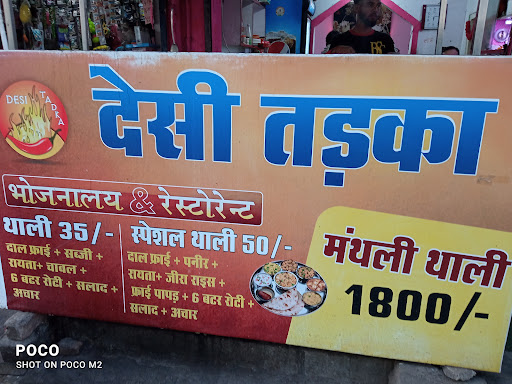 DESI TADKA
देसी तड़का
भोजनालय & रेस्टोरेन्ट
थाली 35/-
दाल फ्राई + सब्जी +
रायता+ चावल +
6 बटर रोटी + सलाद +
अचार
स्पेशल थाली 50/-
दाल फ्राई + पनीर +
रायता+ जीरा राइस +
फ्राई पापड़ + 6 बटर रोटी +
सलाद + अचार
मंथली थाली
1800/-
POCO
SHOT ON POCO M2